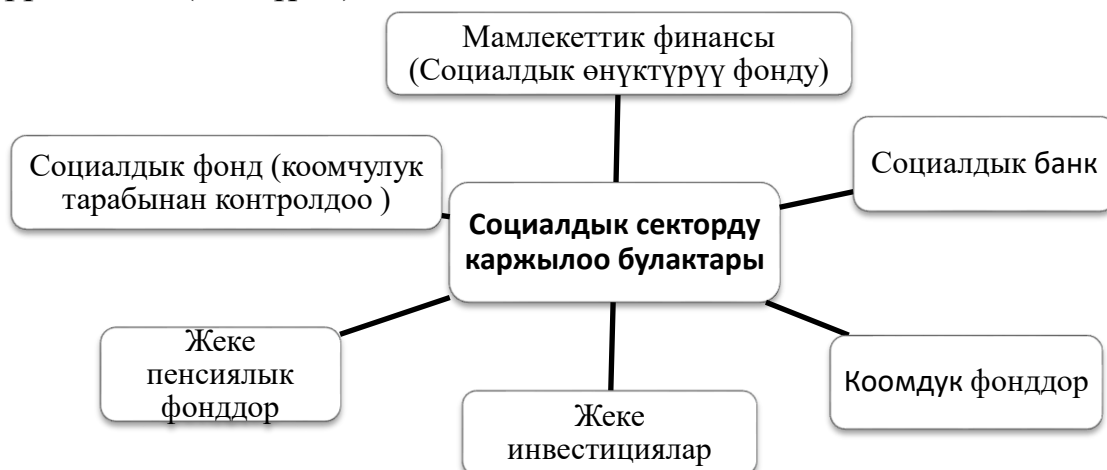 Мамлекеттик финансы
(Социалдык өнүктүрүү фонду)
Социалдык фонд (коомчулук
тарабынан контролдоо )
Социалдык банк
Социалдык секторду
каржылоо булактары
Жеке
пенсиялык
фонддор
Жеке
инвестициялар
Коомдук фонддор